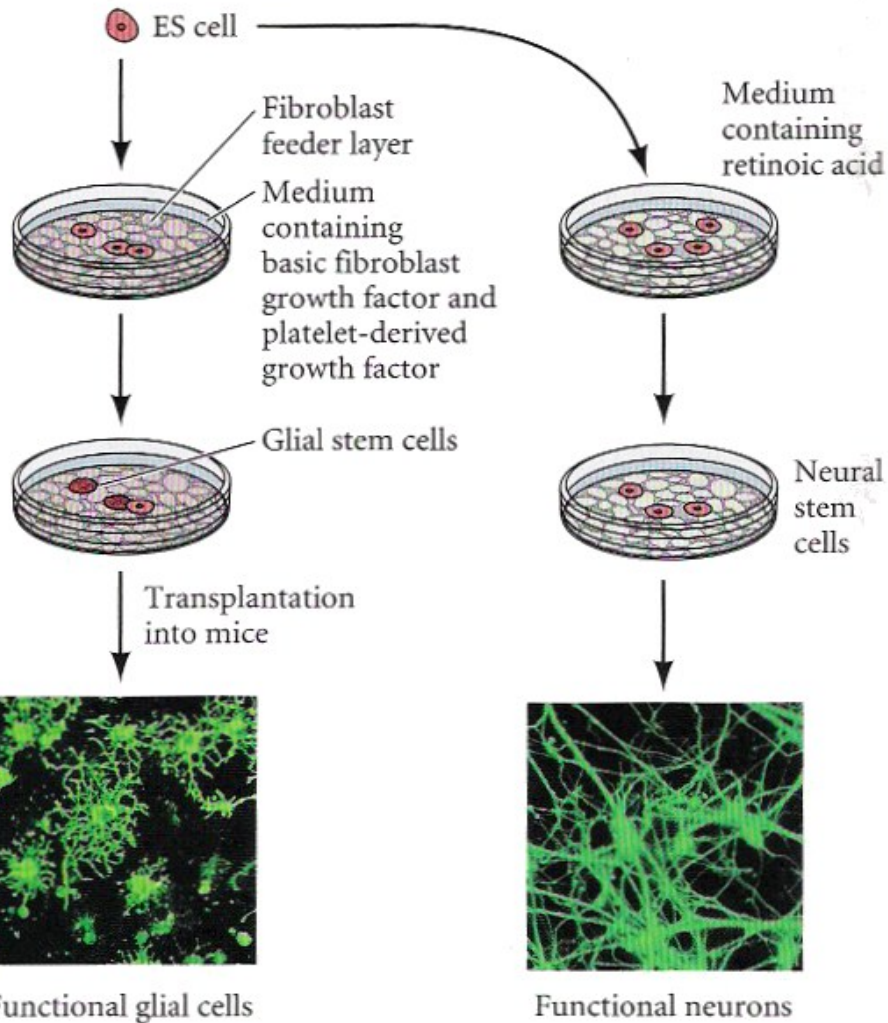 ES cell
Fibroblast
feeder layer
Medium
containing
basic fibroblast
growth factor and
platelet-derived
growth factor
Medium
containing
retinoic acid
Glial stem cells
Neural
stem
cells
Transplantation
into mice
Functional glial cells
Functional neurons